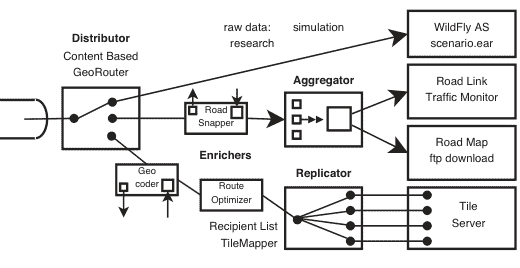 raw data: simulation
research
WildFly AS
scenario.ear
Distributor
Content Based
GeoRouter
Aggregator
Road Link
Traffic Monitor
Road
Snapper
Road Map
ftp download
Enrichers
Geo
coder
Route
Optimizer
Replicator
Recipient List
TileMapper
Tile
Server